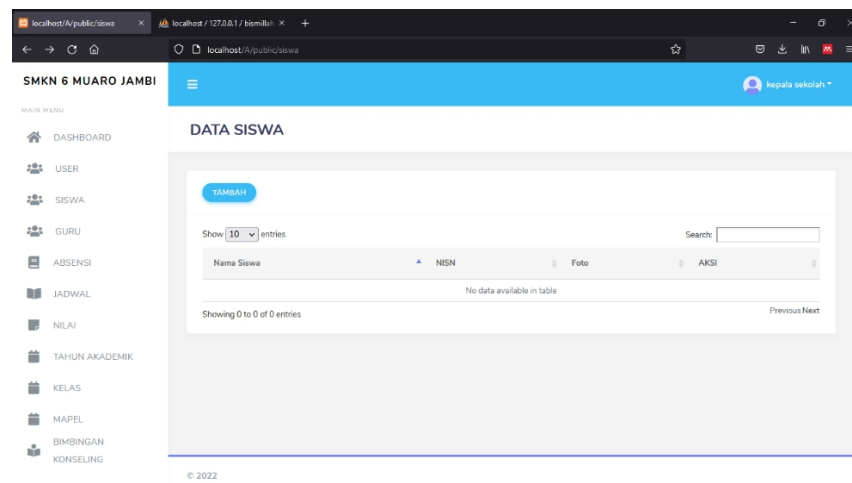 localhost/A/public/siswa
localhost / 127.0.0.1 / bismillah
localhost/A/public/siswa
SMKN 6 MUARO JAMBI
kepala sekolah
MAIN MENU
DASHBOARD
USER
SISWA
GURU
ABSENSI
JADWAL
NILAI
TAHUN AKADEMIK
KELAS
MAPEL
BIMBINGAN
KONSELING
DATA SISWA
TAMBAH
Show 10 entries
Search:
Nama Siswa NISN Foto AKSI
No data available in table
Showing 0 to 0 of 0 entries
Previous Next
© 2022